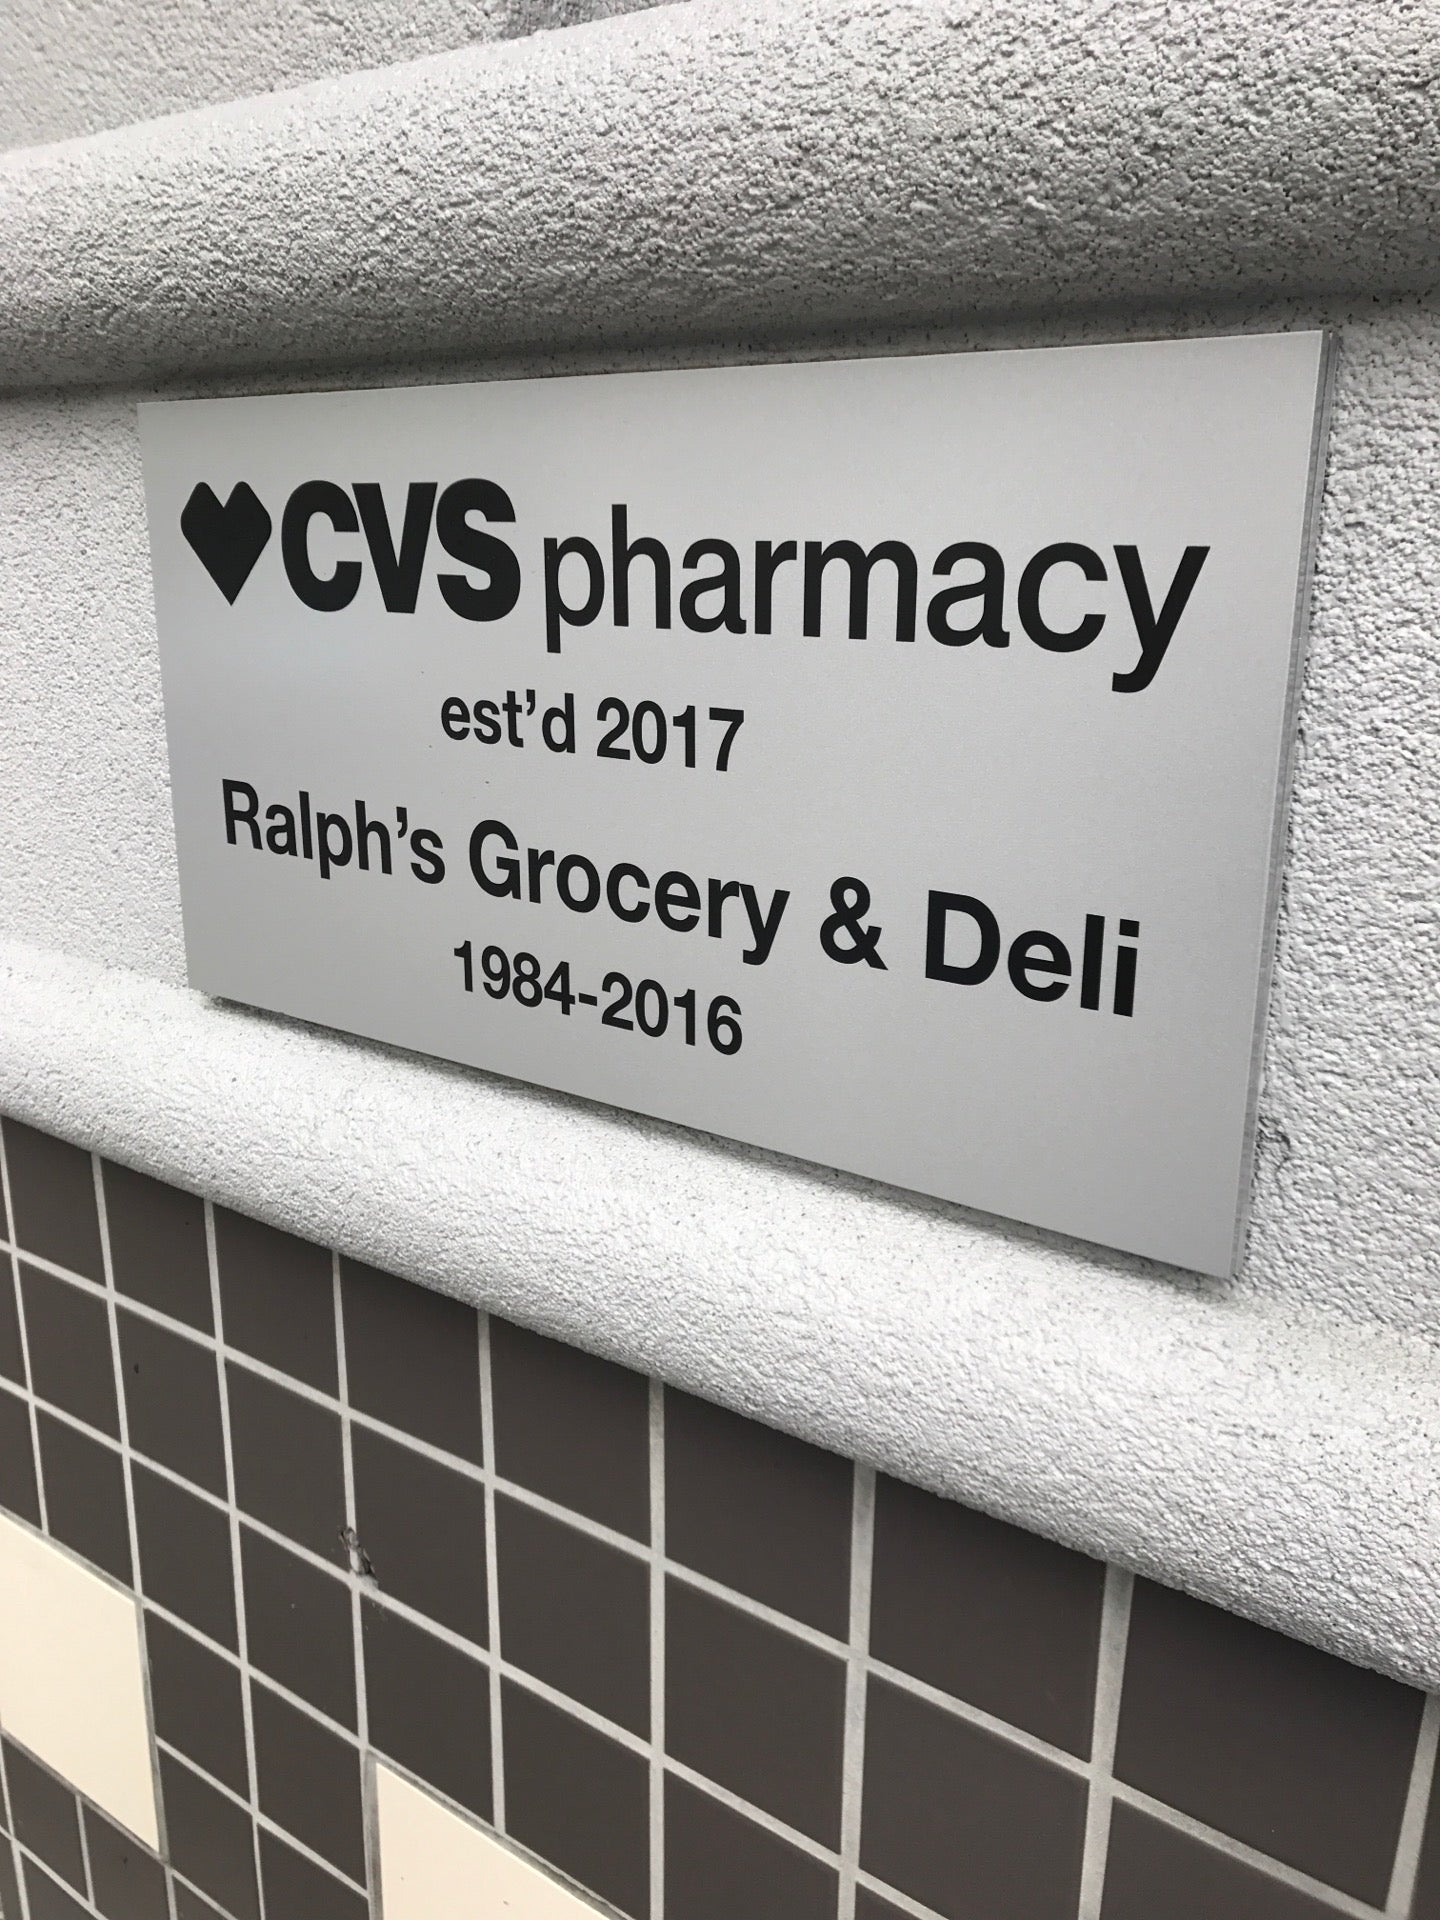 CVS pharmacy
est'd 2017
Ralph's Grocery & Deli
1984-2016